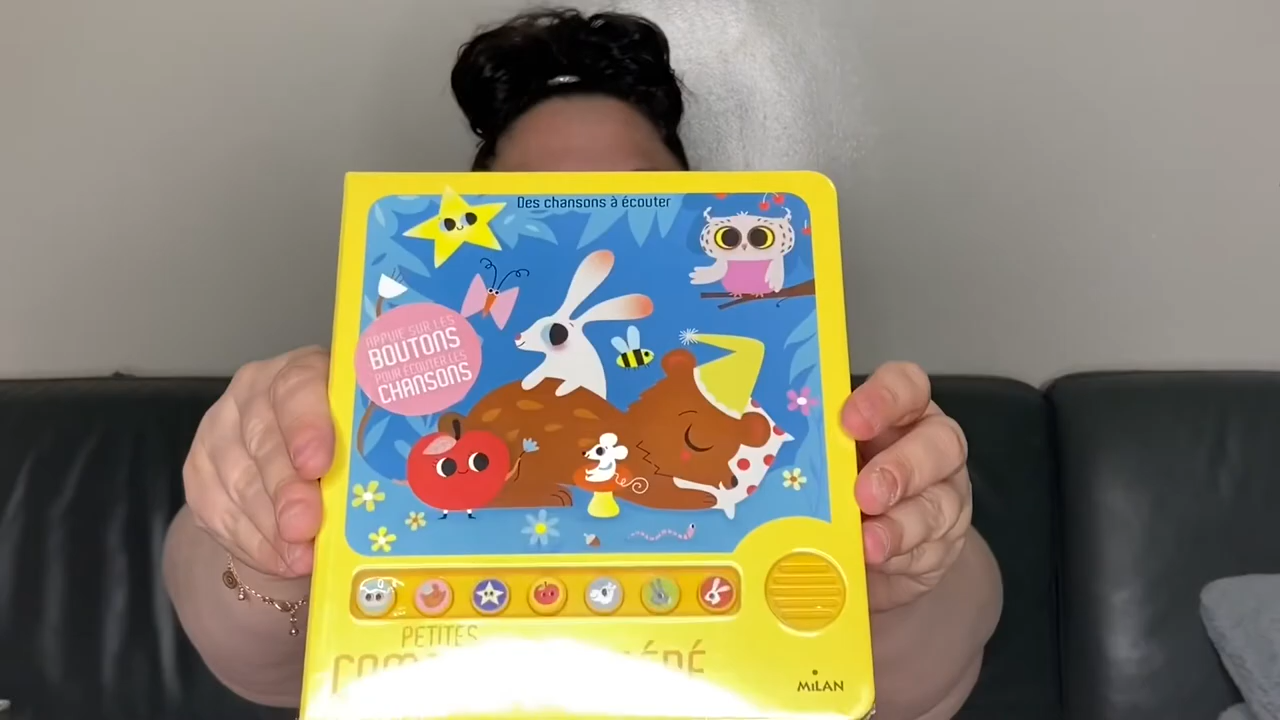 Des chansons à écouter
APPUIE SUR LES
BOUTONS
POUR ÉCOUTER LES
CHANSONS
PETITES
MILAN